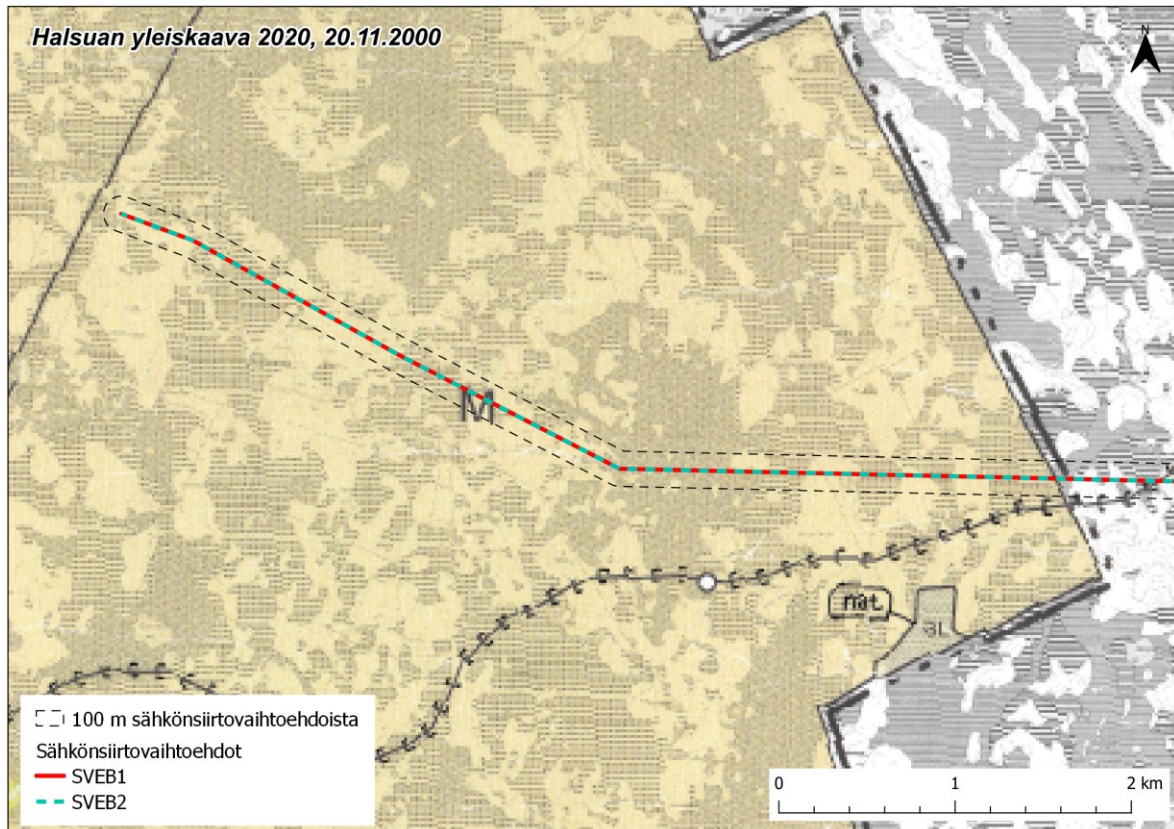 Halsuan yleiskaava 2020, 20.11.2000
N
M
nat.
SL
100 m sähkönsiirtovaihtoehdoista
Sähkönsiirtovaihtoehdot
SVEB1
SVEB2
0 1 2 km